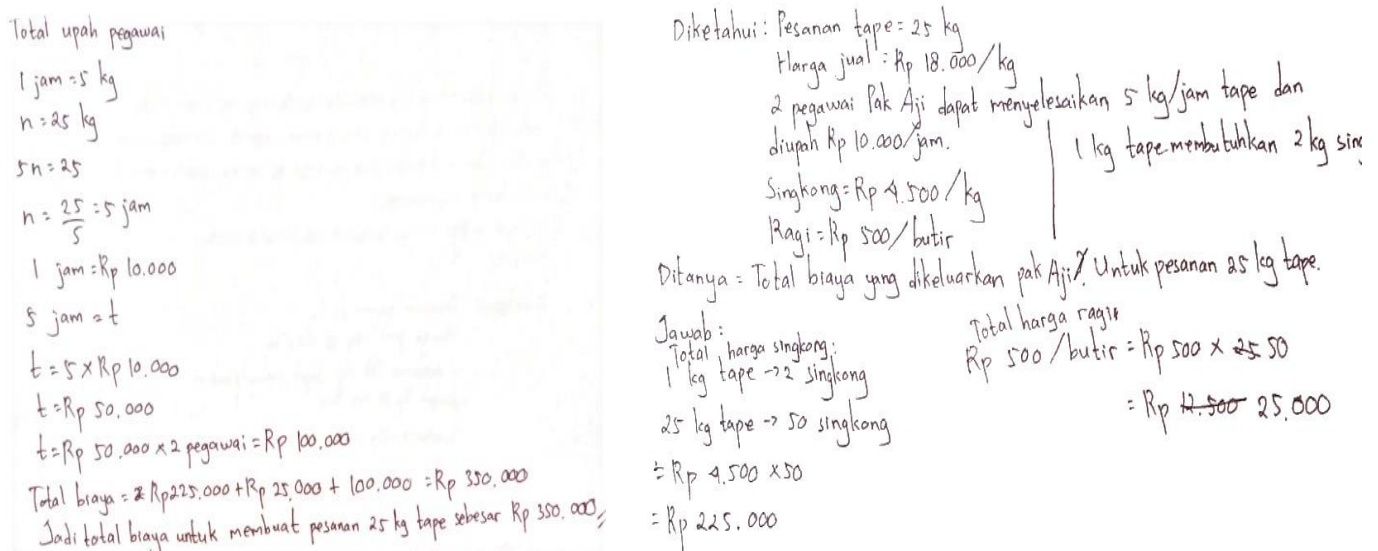 Total upah pegawai
1 jam = 5 kg
n = 25 kg
5n = 25
n = 25/5 = 5 jam
1 jam = Rp 10.000
5 jam = t
t = 5 x Rp 10.000
t = Rp 50.000
t = Rp 50.000 x 2 pegawai = Rp 100.000
Total biaya = Rp225.000 + Rp 25.000 + 100.000 = Rp 350.000
Jadi total biaya untuk membuat pesanan 25 kg tape sebesar Rp 350.000,
Diketahui : Pesanan tape = 25 kg
Harga jual : Rp 18.000/kg
2 pegawai Pak Aji dapat menyelesaikan 5 kg/jam tape dan
diupah Rp 10.000/jam.
1 kg tape membutuhkan 2 kg sin
Singkong = Rp 4.500/kg
Ragi = Rp 500/butir
Ditanya = Total biaya yang dikeluarkan pak Aji? Untuk pesanan 25 kg tape.
Jawab :
Total harga singkong:
1 kg tape -> 2 singkong
25 kg tape -> 50 singkong
= Rp 4.500 x 50
= Rp 225.000
Total harga ragi
Rp 500/butir = Rp 500 x 25 50
= Rp 12.500 25.000